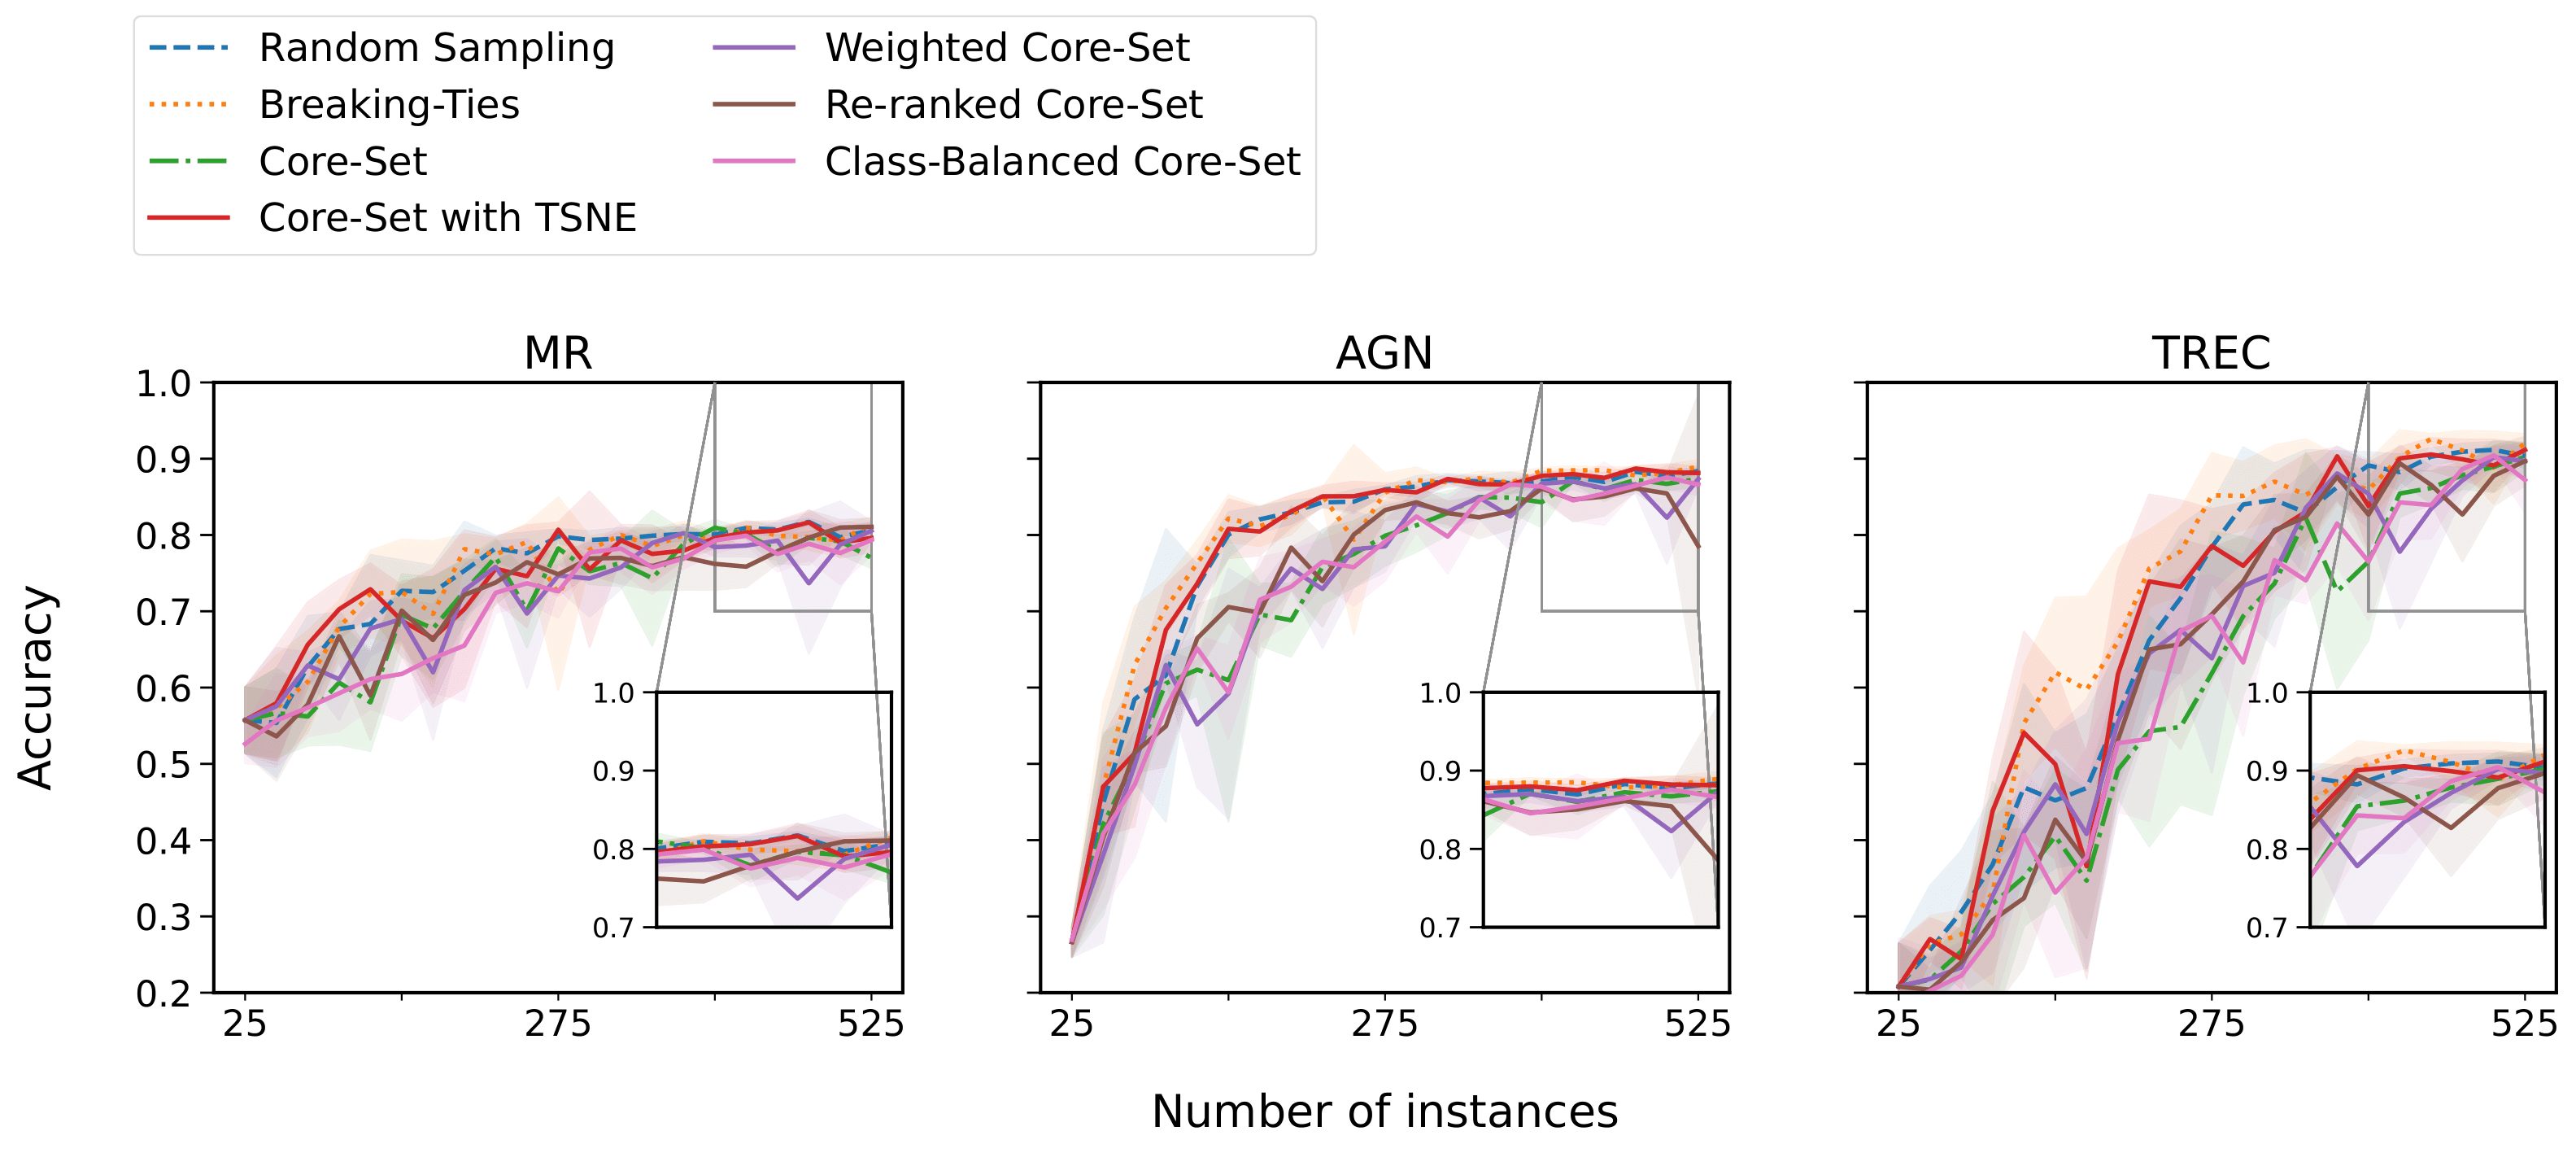 Random Sampling
Breaking-Ties
Core-Set
Core-Set with TSNE
Weighted Core-Set
Re-ranked Core-Set
Class-Balanced Core-Set
MR
AGN
TREC
Accuracy
1.0
0.9
0.8
0.7
0.6
0.5
0.4
0.3
0.2
1.0
0.9
0.8
0.7
1.0
0.9
0.8
0.7
1.0
0.9
0.8
0.7
25 275 525
25 275 525
25 275 525
Number of instances